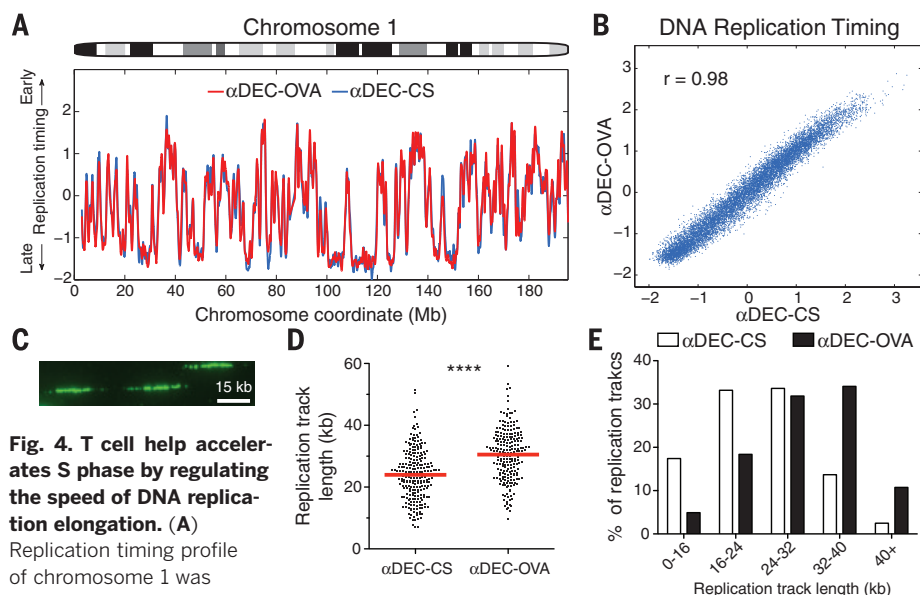 A
Chromosome 1
αDEC-OVA αDEC-CS
Late Replication timing Early
2
1
0
−1
−2
0 20 40 60 80 100 120 140 160 180
Chromosome coordinate (Mb)
B
DNA Replication Timing
r = 0.98
αDEC-OVA
3
2
1
0
−1
−2
−2 −1 0 1 2 3
αDEC-CS
C
15 kb
Fig. 4. T cell help acceler-
ates S phase by regulating
the speed of DNA replica-
tion elongation. (A)
Replication timing profile
of chromosome 1 was
D
Replication track
length (kb)
60
40
20
0
****
αDEC-CS αDEC-OVA
E
αDEC-CS αDEC-OVA
% of replication trakcs
40
30
20
10
0
0-16 16-24 24-32 32-40 40+
Replication track length (kb)